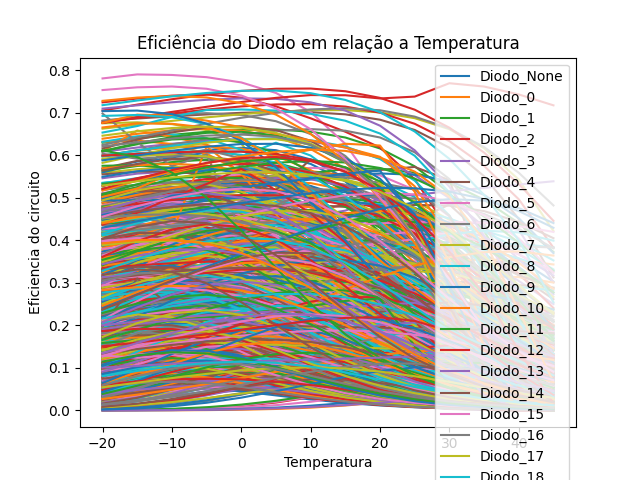 Eficiência do Diodo em relação a Temperatura
Eficiencia do circuito
0.8
0.7
0.6
0.5
0.4
0.3
0.2
0.1
0.0
−20
−10
0
10
20
30
40
Temperatura
Diodo_None
Diodo_0
Diodo_1
Diodo_2
Diodo_3
Diodo_4
Diodo_5
Diodo_6
Diodo_7
Diodo_8
Diodo_9
Diodo_10
Diodo_11
Diodo_12
Diodo_13
Diodo_14
Diodo_15
Diodo_16
Diodo_17
Diodo_18